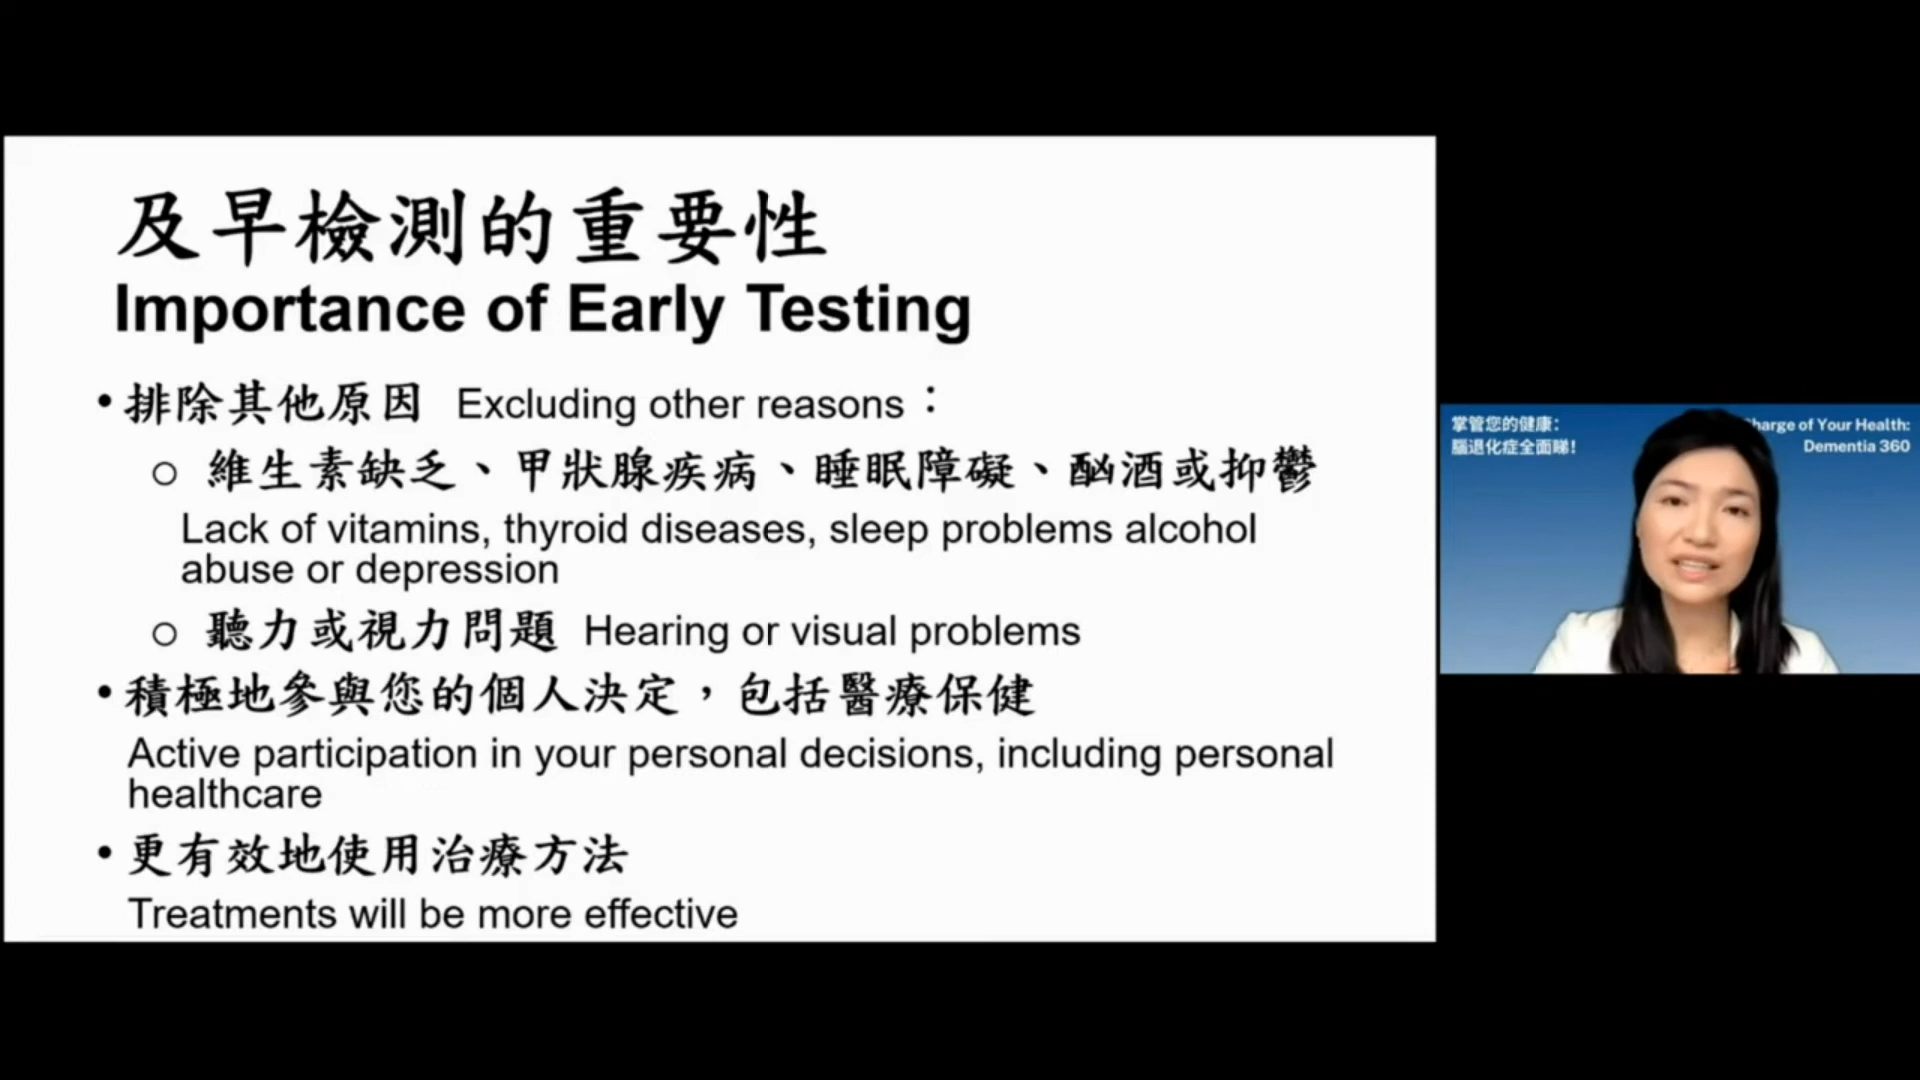 及早檢測的重要性
Importance of Early Testing
• 排除其他原因 Excluding other reasons：
○ 維生素缺乏、甲狀腺疾病、睡眠障礙、酗酒或抑鬱
Lack of vitamins, thyroid diseases, sleep problems alcohol
abuse or depression
○ 聽力或視力問題 Hearing or visual problems
• 積極地參與您的個人決定，包括醫療保健
Active participation in your personal decisions, including personal
healthcare
• 更有效地使用治療方法
Treatments will be more effective
掌管您的健康：
腦退化症全面睇！
harge of Your Health:
Dementia 360